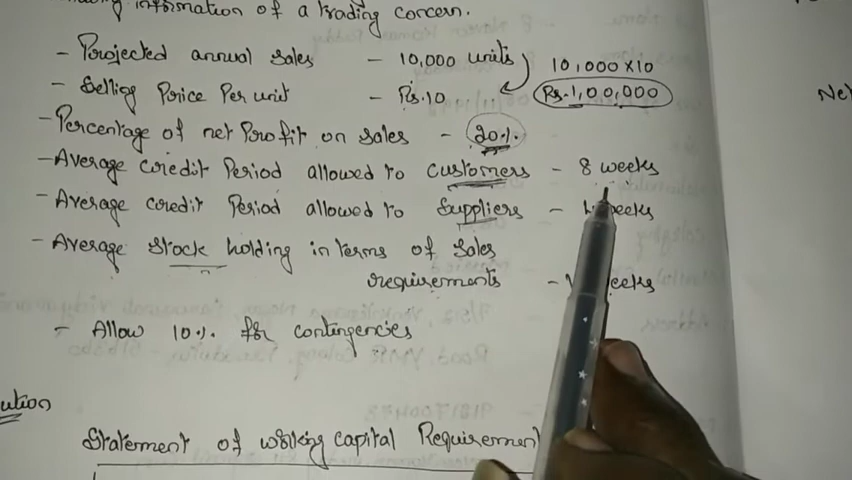 information of a trading concern.
- Projected annual sales - 10,000 units 10,000×10
- Selling Price Per unit - Rs.10 Rs.1,00,000
- Percentage of net Profit on sales - 20%.
- Average credit Period allowed to customers - 8 weeks
- Average credit Period allowed to Suppliers - weeks
- Average stock holding in terms of sales
requirements - weeks
- Allow 10%. for contingencies
Statement of working capital Requirement